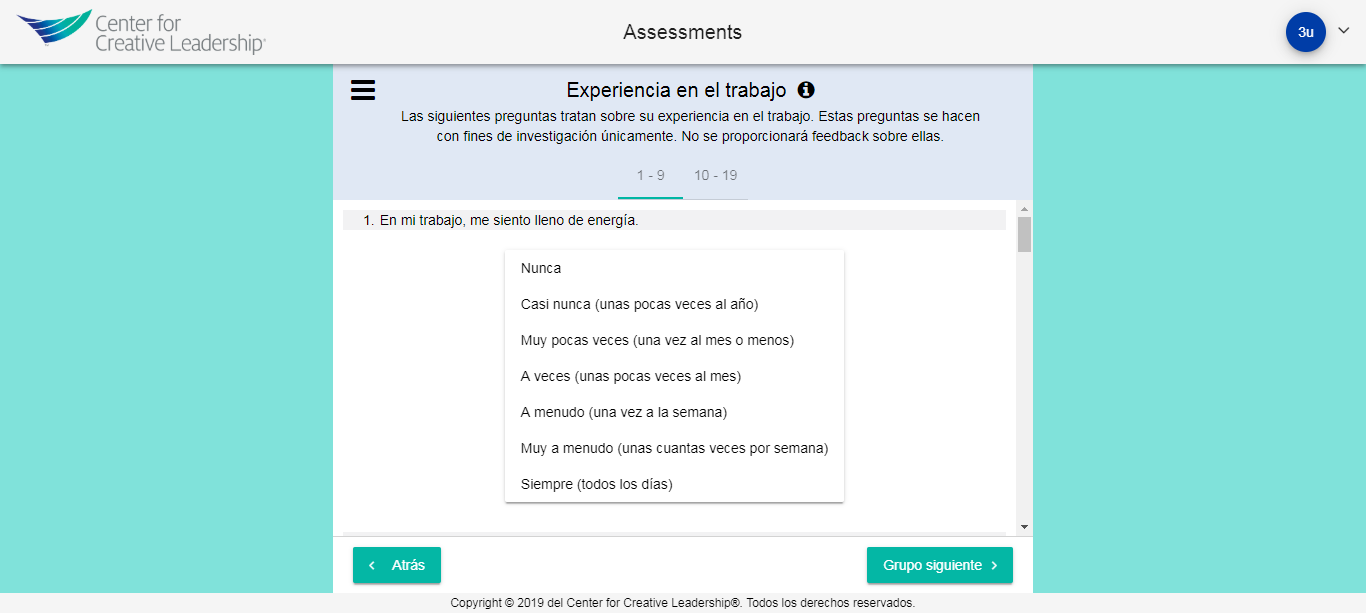 Center for
Creative Leadership®
Assessments
3u
Experiencia en el trabajo
Las siguientes preguntas tratan sobre su experiencia en el trabajo. Estas preguntas se hacen
con fines de investigación únicamente. No se proporcionará feedback sobre ellas.
1 - 9 10 - 19
1. En mi trabajo, me siento lleno de energía.
Nunca
Casi nunca (unas pocas veces al año)
Muy pocas veces (una vez al mes o menos)
A veces (unas pocas veces al mes)
A menudo (una vez a la semana)
Muy a menudo (unas cuantas veces por semana)
Siempre (todos los días)
Atrás Grupo siguiente
Copyright © 2019 del Center for Creative Leadership®. Todos los derechos reservados.